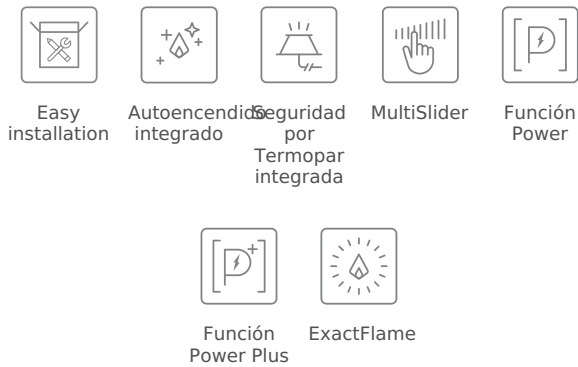 Easy
installation
Autoencendido
integrado
Seguridad
por
Termopar
integrada
MultiSlider
Función
Power
Función
Power Plus
ExactFlame